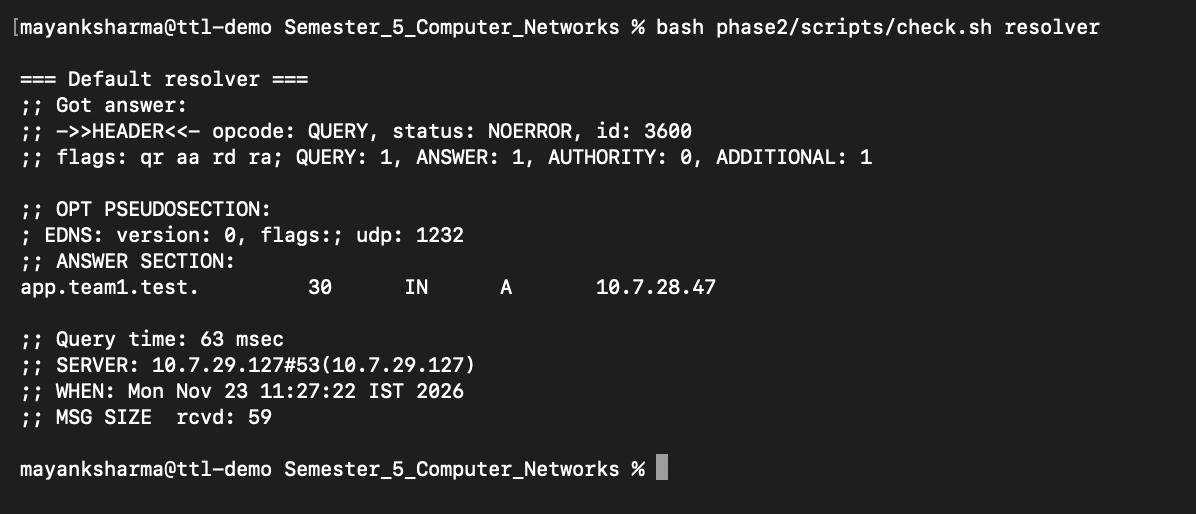 [mayanksharma@ttl-demo Semester_5_Computer_Networks % bash phase2/scripts/check.sh resolver
=== Default resolver ===
;; Got answer:
;; ->>HEADER<<- opcode: QUERY, status: NOERROR, id: 3600
;; flags: qr aa rd ra; QUERY: 1, ANSWER: 1, AUTHORITY: 0, ADDITIONAL: 1
;; OPT PSEUDOSECTION:
; EDNS: version: 0, flags:; udp: 1232
;; ANSWER SECTION:
app.team1.test. 30 IN A 10.7.28.47
;; Query time: 63 msec
;; SERVER: 10.7.29.127#53(10.7.29.127)
;; WHEN: Mon Nov 23 11:27:22 IST 2026
;; MSG SIZE  rcvd: 59
mayanksharma@ttl-demo Semester_5_Computer_Networks %